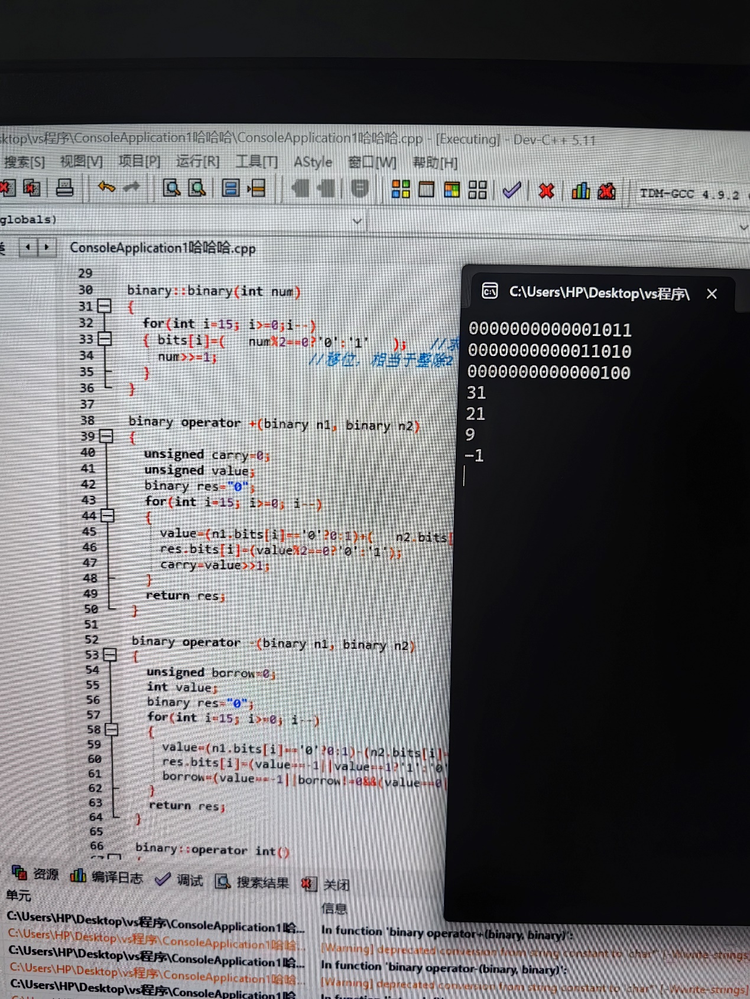 sktop\vs程序\ConsoleApplication1哈哈哈\ConsoleApplication1哈哈哈.cpp - [Executing] - Dev-C++ 5.11
搜索[S] 视图[V] 项目[P] 运行[R] 工具[T] AStyle 窗口[W] 帮助[H]
TDM-GCC 4.9.2
globals)
ConsoleApplication1哈哈哈.cpp
29
30 binary::binary(int num)
31 {
32 for(int i=15; i>=0;i--)
33 { bits[i]=( num%2==0?'0':'1' ); //求
34 num>>=1; //移位，相当于整除2
35 }
36 }
37
38 binary operator +(binary n1, binary n2)
39 {
40 unsigned carry=0;
41 unsigned value;
42 binary res="0";
43 for(int i=15; i>=0; i--)
44 {
45 value=(n1.bits[i]=='0'?0:1)+( n2.bits[
46 res.bits[i]=(value%2==0?'0':'1');
47 carry=value>>1;
48 }
49 return res;
50 }
51
52 binary operator -(binary n1, binary n2)
53 {
54 unsigned borrow=0;
55 int value;
56 binary res="0";
57 for(int i=15; i>=0; i--)
58 {
59 value=(n1.bits[i]=='0'?0:1)-(n2.bits[i]=
60 res.bits[i]=(value==-1||value==1?'1':'0'
61 borrow=(value==-1||borrow!=0&&(value==0|
62 }
63 return res;
64 }
65
66 binary::operator int()
C:\Users\HP\Desktop\vs程序\
0000000000001011
0000000000011010
0000000000000100
31
21
9
-1
资源 编译日志 调试 搜索结果 关闭
单元 信息
C:\Users\HP\Desktop\vs程序\ConsoleApplication1哈... In function 'binary operator+(binary, binary)':
C:\Users\HP\Desktop\vs程序\ConsoleApplication1哈哈... [Warning] deprecated conversion from string constant to 'char*' [-Wwrite-strings]
C:\Users\HP\Desktop\vs程序\ConsoleApplication1哈... In function 'binary operator-(binary, binary)':
C:\Users\HP\Desktop\vs程序\ConsoleApplication1哈哈... [Warning] deprecated conversion from string constant to 'char*' [-Wwrite-strings]
C:\Users\HP\Desktop\vs程序\ConsoleApplication1哈...